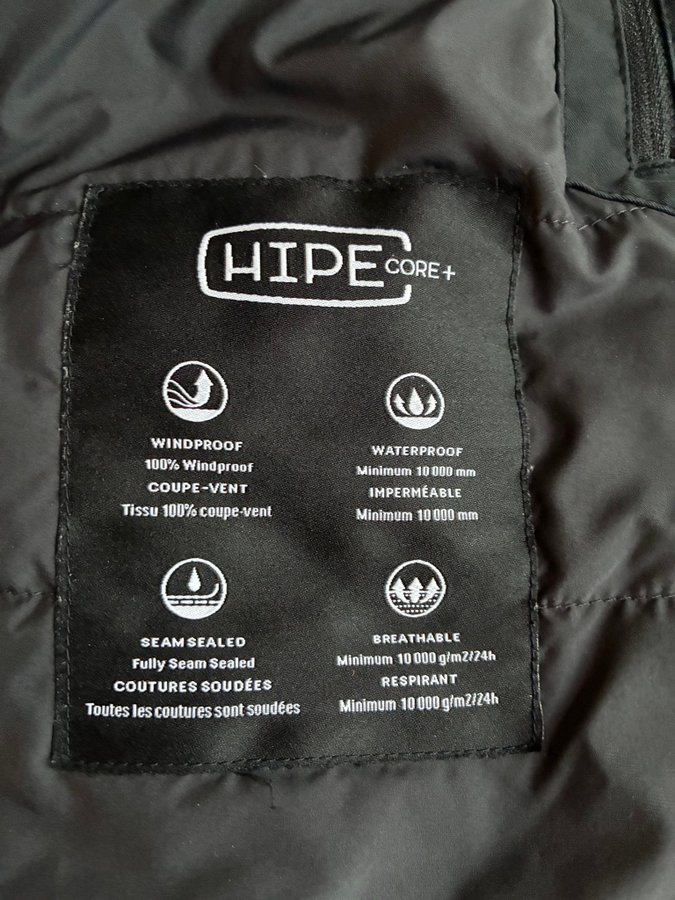 HIPE CORE+
WINDPROOF
100% Windproof
COUPE-VENT
Tissu 100% coupe-vent
WATERPROOF
Minimum 10 000 mm
IMPERMÉABLE
Minimum 10 000 mm
SEAM SEALED
Fully Seam Sealed
COUTURES SOUDÉES
Toutes les coutures sont soudées
BREATHABLE
Minimum 10 000 g/m2/24h
RESPIRANT
Minimum 10 000 g/m2/24h